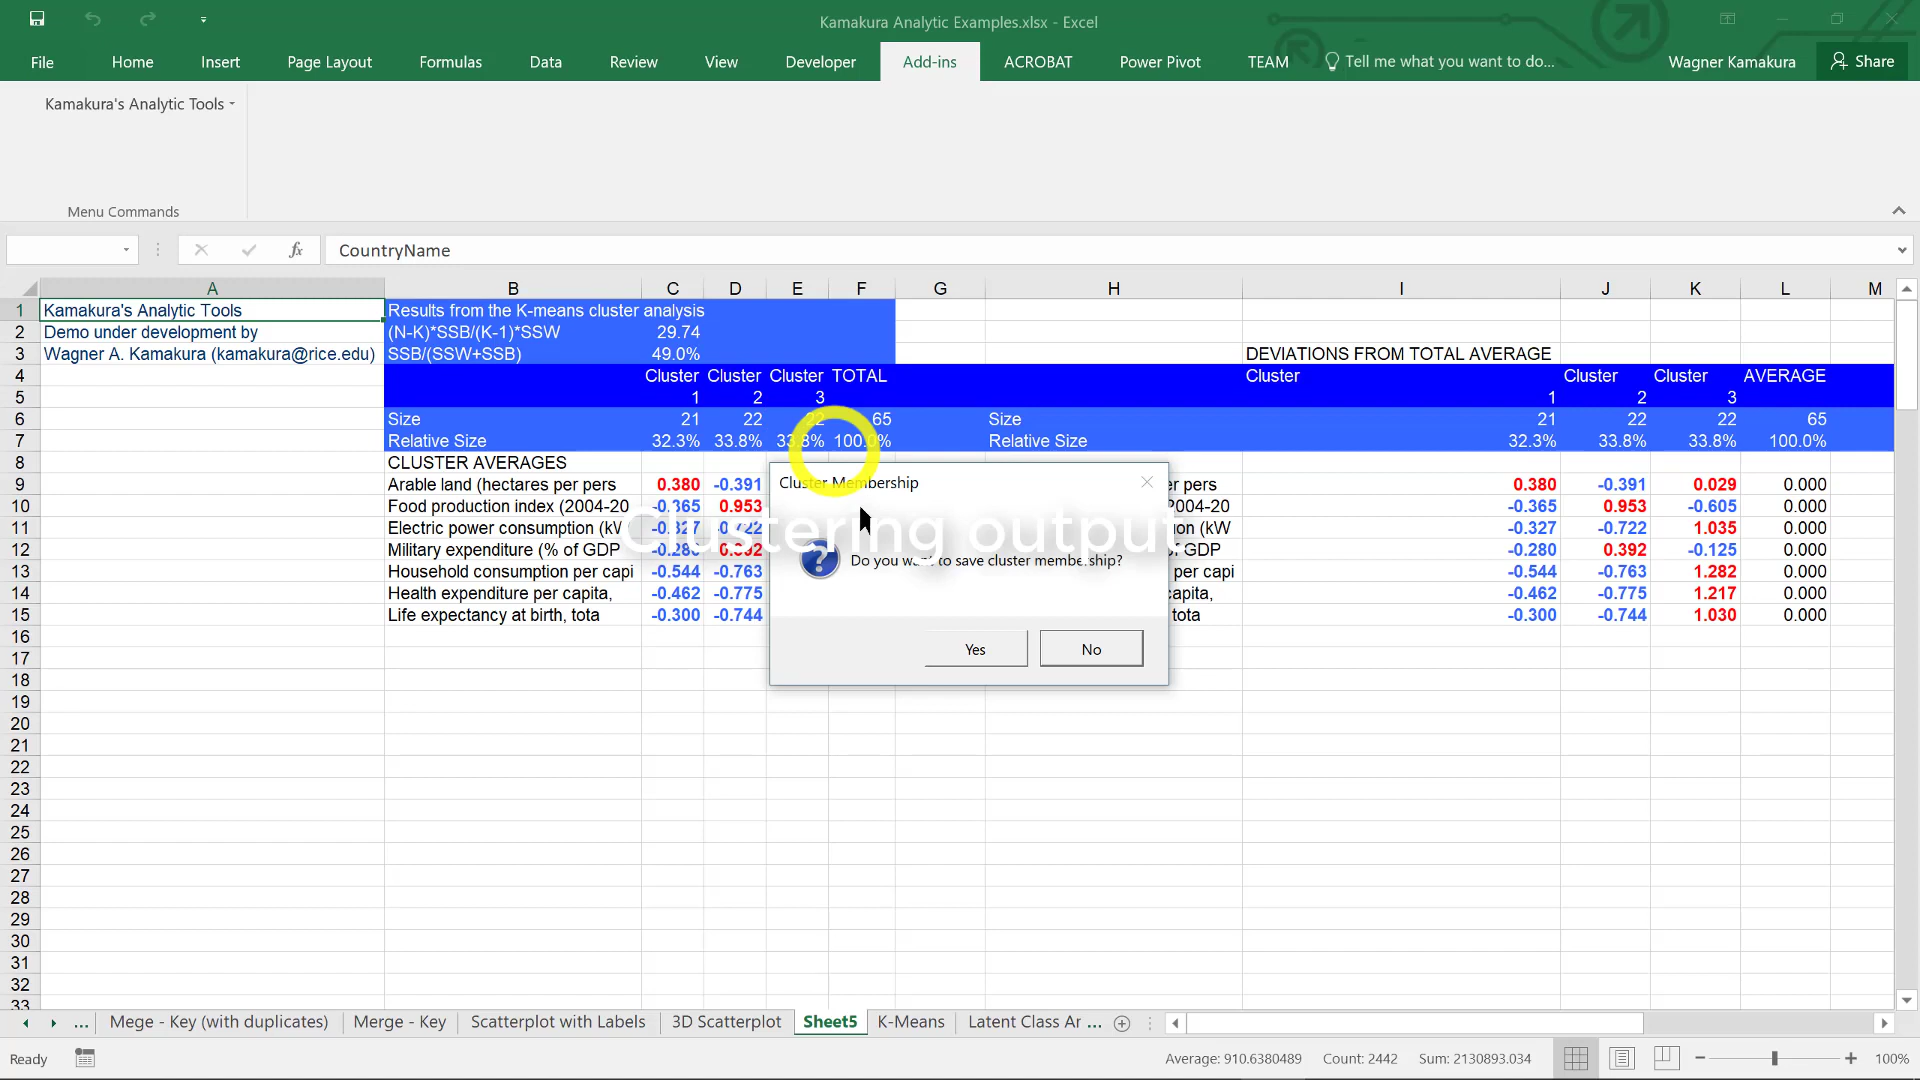 Kamakura Analytic Examples.xlsx - Excel
File Home Insert Page Layout Formulas Data Review View Developer Add-ins ACROBAT Power Pivot TEAM Tell me what you want to do... Wagner Kamakura Share
Kamakura's Analytic Tools
Menu Commands
fx CountryName
A B C D E F G H I J K L M
1 Kamakura's Analytic Tools Results from the K-means cluster analysis
2 Demo under development by (N-K)*SSB/(K-1)*SSW 29.74
3 Wagner A. Kamakura (kamakura@rice.edu) SSB/(SSW+SSB) 49.0% DEVIATIONS FROM TOTAL AVERAGE
4 Cluster Cluster Cluster TOTAL Cluster Cluster Cluster AVERAGE
5 1 2 3 1 2 3
6 Size 21 22 22 65 Size 21 22 22 65
7 Relative Size 32.3% 33.8% 33.8% 100.0% Relative Size 32.3% 33.8% 33.8% 100.0%
8 CLUSTER AVERAGES
Cluster Membership
9 Arable land (hectares per pers 0.380 -0.391 er pers 0.380 -0.391 0.029 0.000
10 Food production index (2004-20 -0.365 0.953 2004-20 -0.365 0.953 -0.605 0.000
Clustering output
11 Electric power consumption (kW -0.327 -0.722 on (kW -0.327 -0.722 1.035 0.000
12 Military expenditure (% of GDP -0.280 0.392 of GDP -0.280 0.392 -0.125 0.000
Do you want to save cluster membership?
13 Household consumption per capi -0.544 -0.763 per capi -0.544 -0.763 1.282 0.000
14 Health expenditure per capita, -0.462 -0.775 capita, -0.462 -0.775 1.217 0.000
15 Life expectancy at birth, tota -0.300 -0.744 tota -0.300 -0.744 1.030 0.000
16
Yes No
17
18
19
20
21
22
23
24
25
26
27
28
29
30
31
32
33
... Mege - Key (with duplicates) Merge - Key Scatterplot with Labels 3D Scatterplot Sheet5 K-Means Latent Class Ar ...
Ready Average: 910.6380489 Count: 2442 Sum: 2130893.034 100%